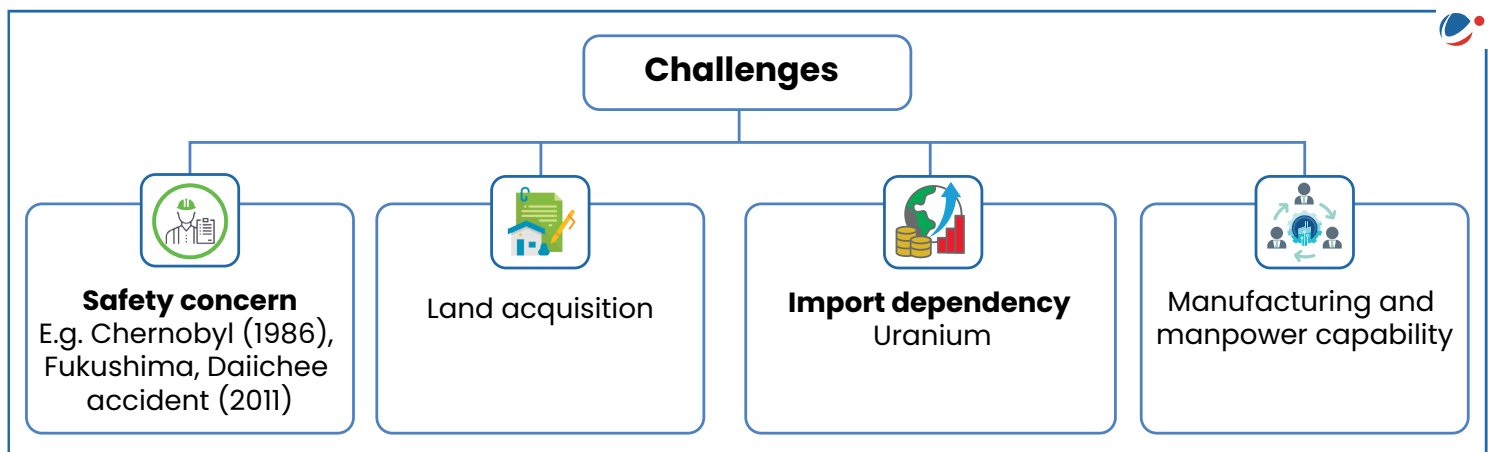 Challenges
Safety concern
E.g. Chernobyl (1986),
Fukushima, Daiichee
accident (2011)
Land acquisition
Import dependency
Uranium
Manufacturing and
manpower capability